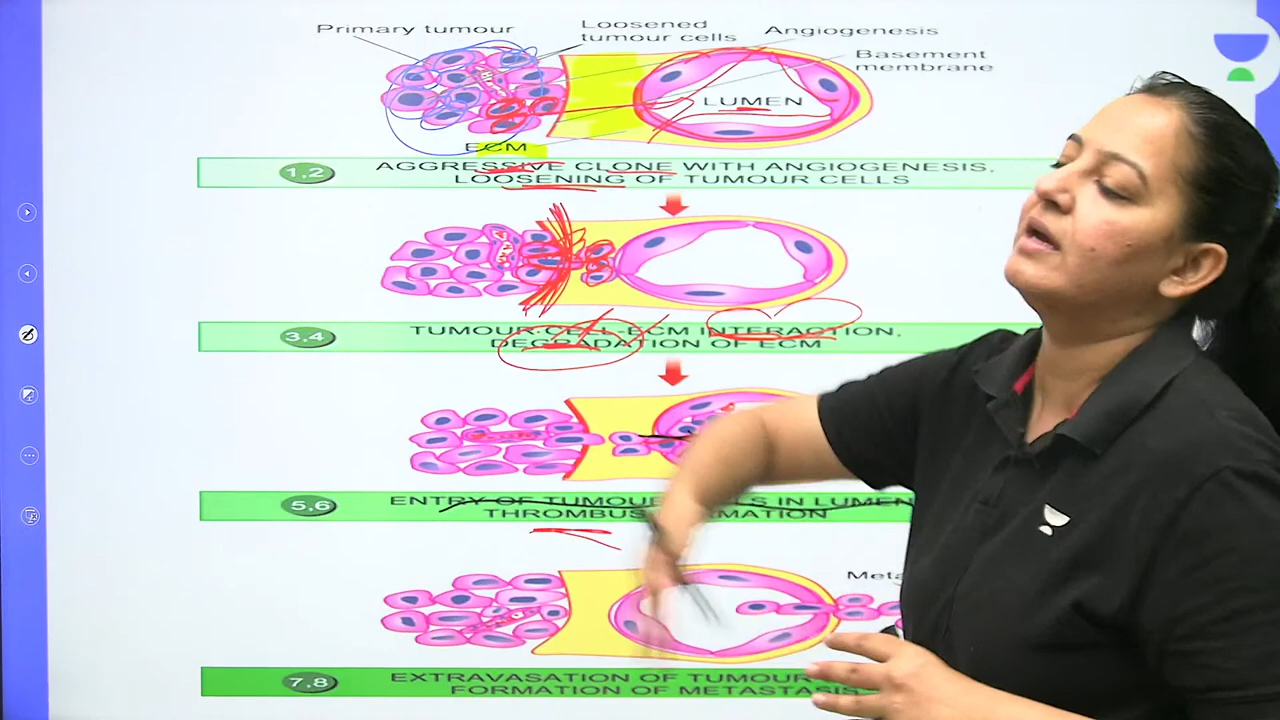 Primary tumour
Loosened
tumour cells
Angiogenesis
Basement
membrane
LUMEN
ECM
1,2
AGGRESSIVE CLONE WITH ANGIOGENESIS,
LOOSENING OF TUMOUR CELLS
3,4
TUMOUR-CELL-ECM INTERACTION,
DEGRADATION OF ECM
5,6
ENTRY OF IN LUMEN
THROMBUS
7,8
EXTRAVASATION OF TUMOUR
FORMATION OF METASTASIS